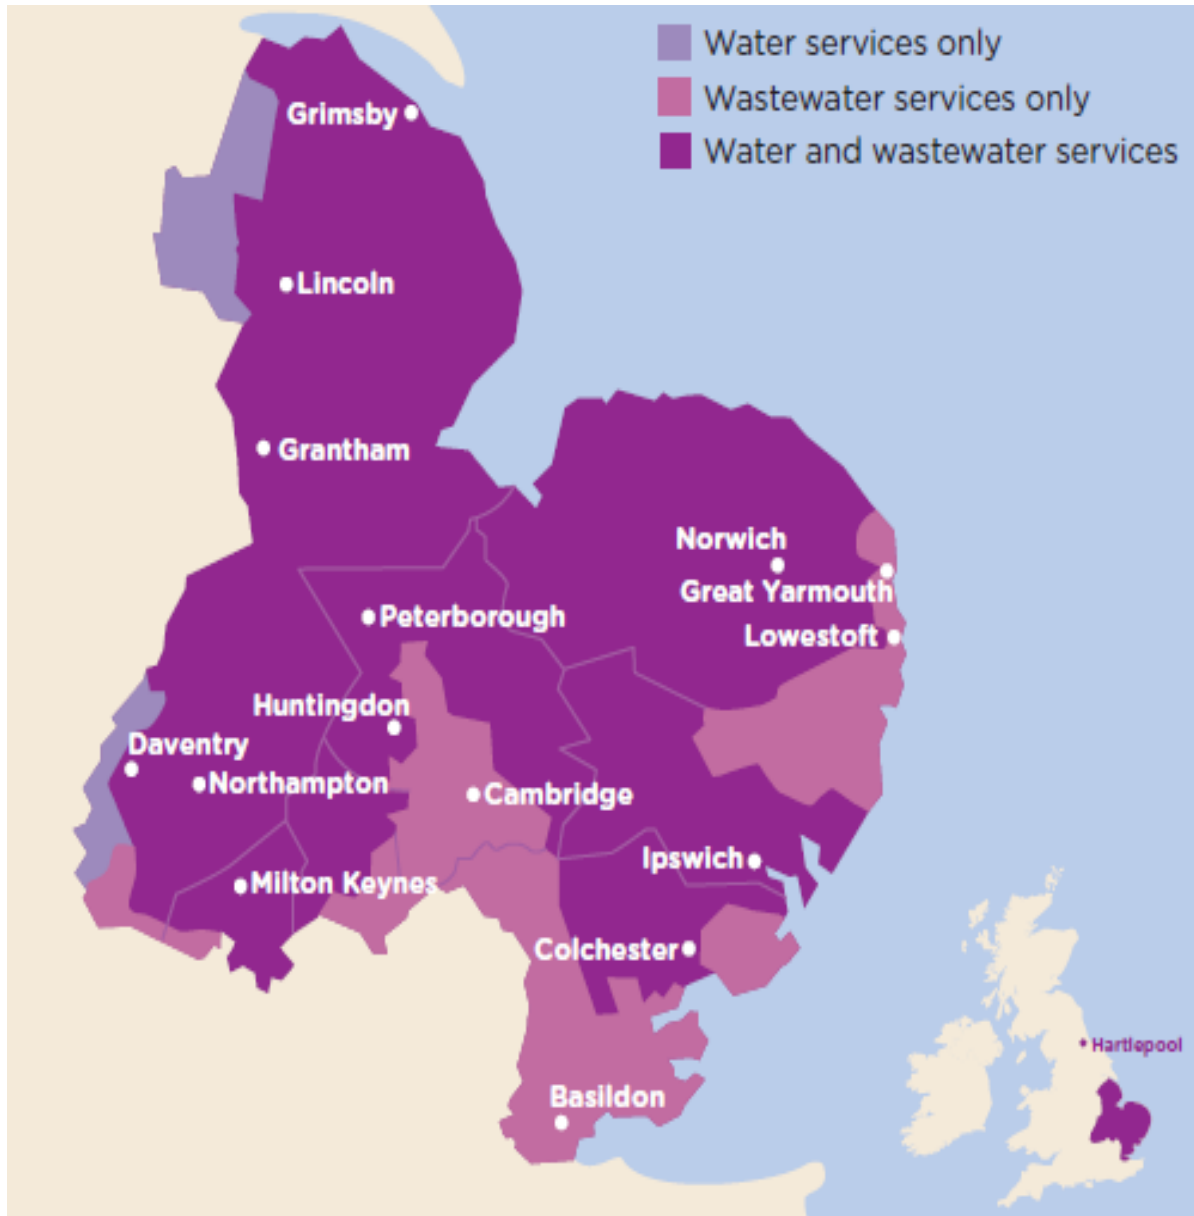 Water services only
Wastewater services only
Water and wastewater services
Grimsby
Lincoln
Grantham
Norwich
Great Yarmouth
Peterborough
Lowestoft
Huntingdon
Daventry
Northampton
Cambridge
Ipswich
Milton Keynes
Colchester
Hartlepool
Basildon